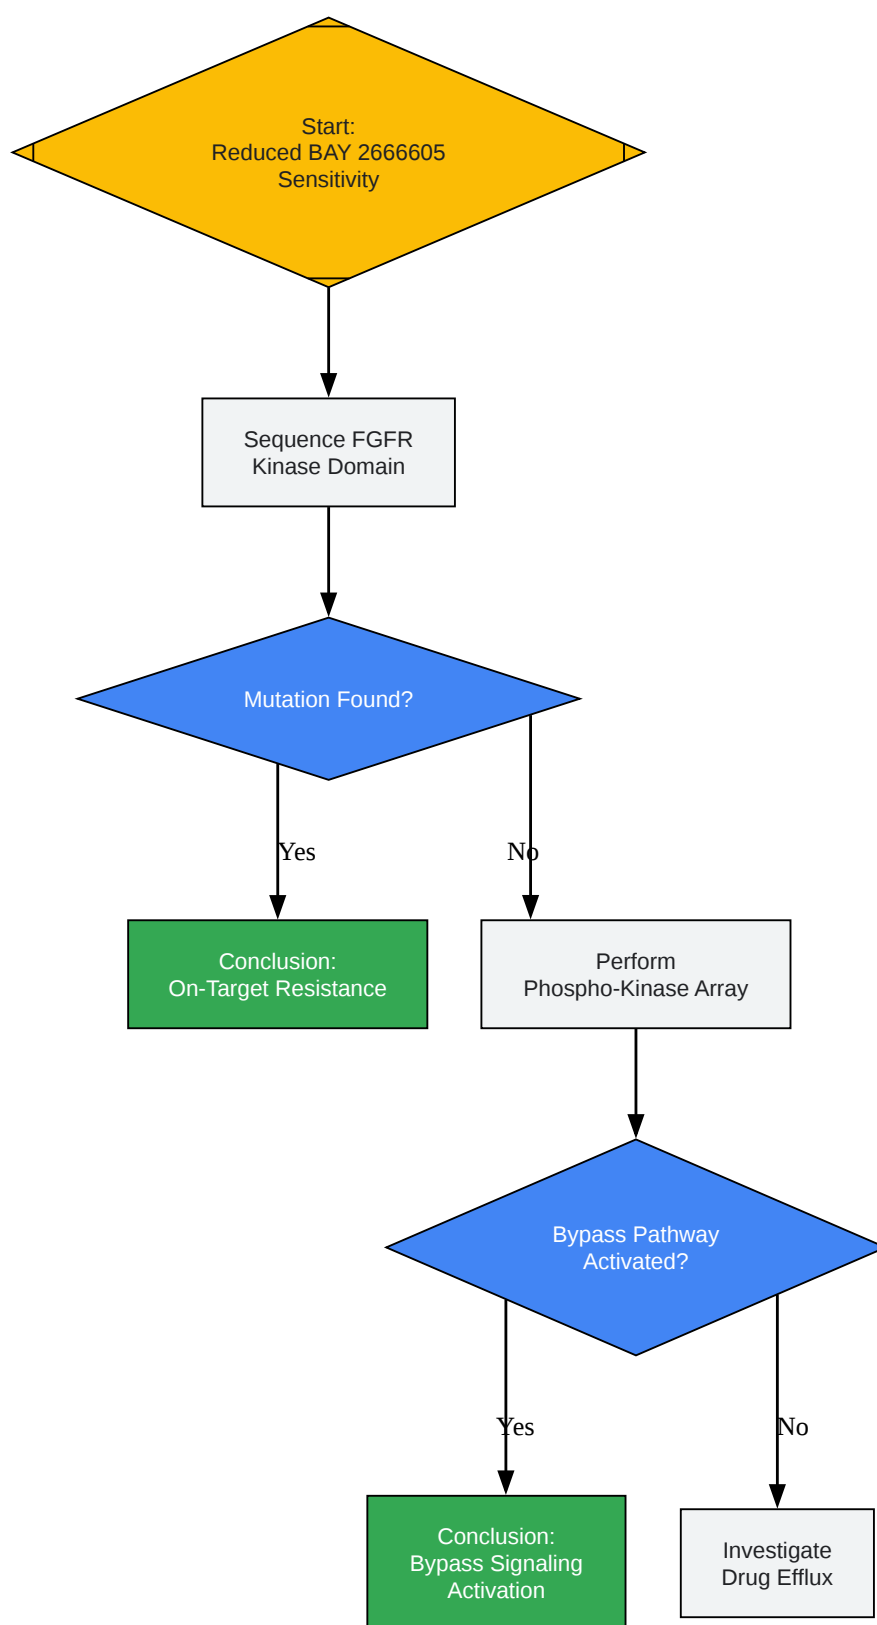 Start:
Reduced BAY 2666605
Sensitivity
Sequence FGFR
Kinase Domain
Mutation Found?
Yes
No
Conclusion:
On-Target Resistance
Perform
Phospho-Kinase Array
Bypass Pathway
Activated?
Yes
No
Conclusion:
Bypass Signaling
Activation
Investigate
Drug Efflux